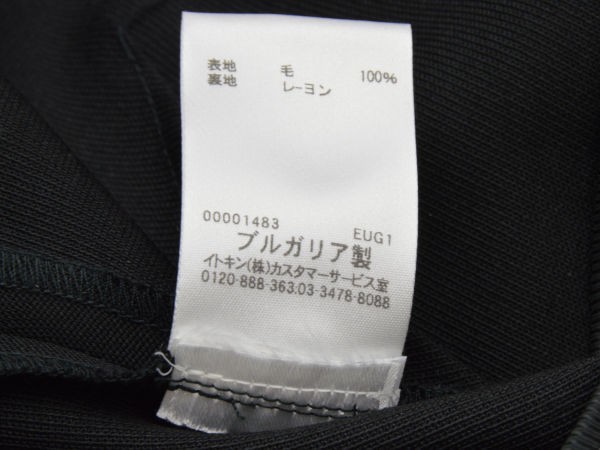 表地 毛 100%
裏地 レーヨン
00001483 EUG1
ブルガリア製
イトキン(株)カスタマーサービス室
0120-888-363,03-3478-8088